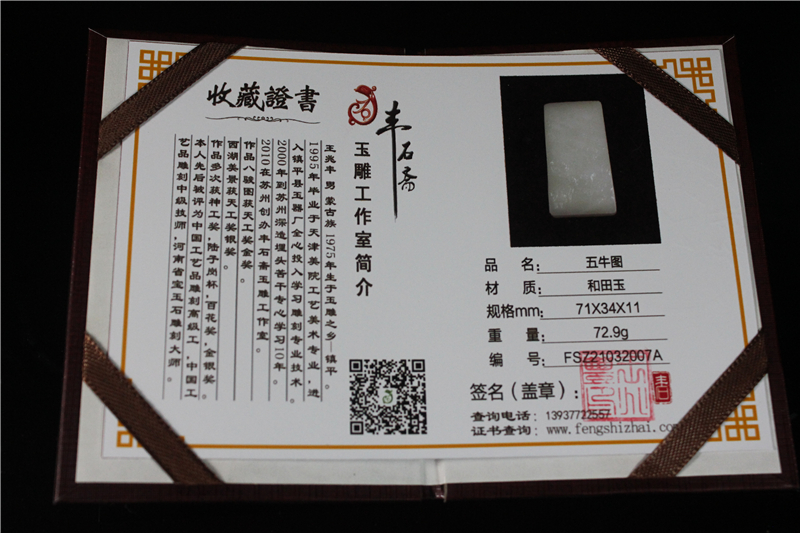 收藏證書
丰石斋
玉雕工作室简介
王兆丰 男 蒙古族 1975年生于玉雕之乡—镇平。
1995年毕业于天津美院工艺美术专业，进
入镇平县玉器厂全心投入学习雕刻专业技术。
2000年到苏州深造埋头苦干专心学习10年。
2010在苏州创办丰石斋玉雕工作室。
作品八骏图获天工奖金奖。
西湖美景获天工奖银奖。
作品多次获神工奖，陆子岗杯，百花奖，金银奖。
本人先后被评为中国工艺品雕刻高级工，中国工
艺品雕刻中级技师，河南省宝玉石雕刻大师。
品 名：五牛图
材 质：和田玉
规格mm：71X34X11
重 量：72.9g
编 号：FSZ21032007A
签名（盖章）：
查询电话：13937722557
证书查询：www.fengshizhai.com